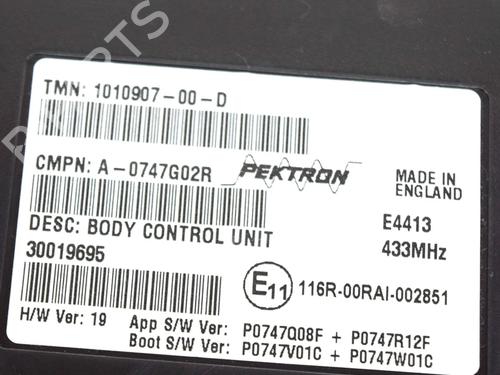 TMN: 1010907-00-D
CMPN: A-0747G02R PEKTRON MADE IN
ENGLAND
DESC: BODY CONTROL UNIT E4413
30019695 433MHz
E11 116R-00RAI-002851
H/W Ver: 19 App S/W Ver: P0747Q08F + P0747R12F
Boot S/W Ver: P0747V01C + P0747W01C